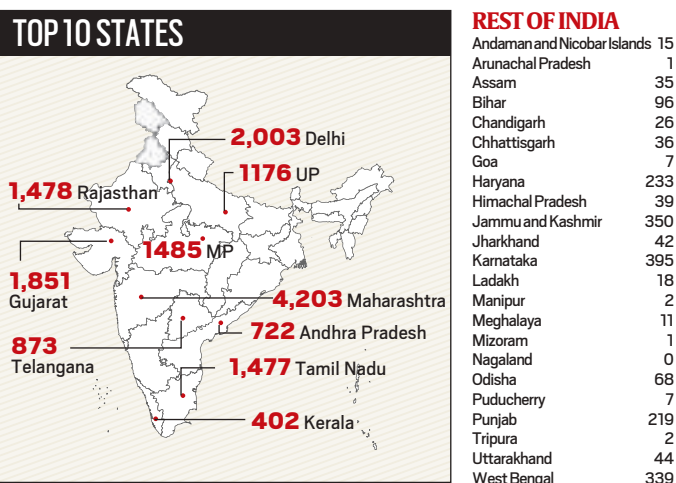 TOP 10 STATES
2,003 Delhi
1176 UP
1,478 Rajasthan
1485 MP
1,851
Gujarat
4,203 Maharashtra
722 Andhra Pradesh
873
Telangana
1,477 Tamil Nadu
402 Kerala
REST OF INDIA
Andaman and Nicobar Islands 15
Arunachal Pradesh 1
Assam 35
Bihar 96
Chandigarh 26
Chhattisgarh 36
Goa 7
Haryana 233
Himachal Pradesh 39
Jammu and Kashmir 350
Jharkhand 42
Karnataka 395
Ladakh 18
Manipur 2
Meghalaya 11
Mizoram 1
Nagaland 0
Odisha 68
Puducherry 7
Punjab 219
Tripura 2
Uttarakhand 44
West Bengal 339